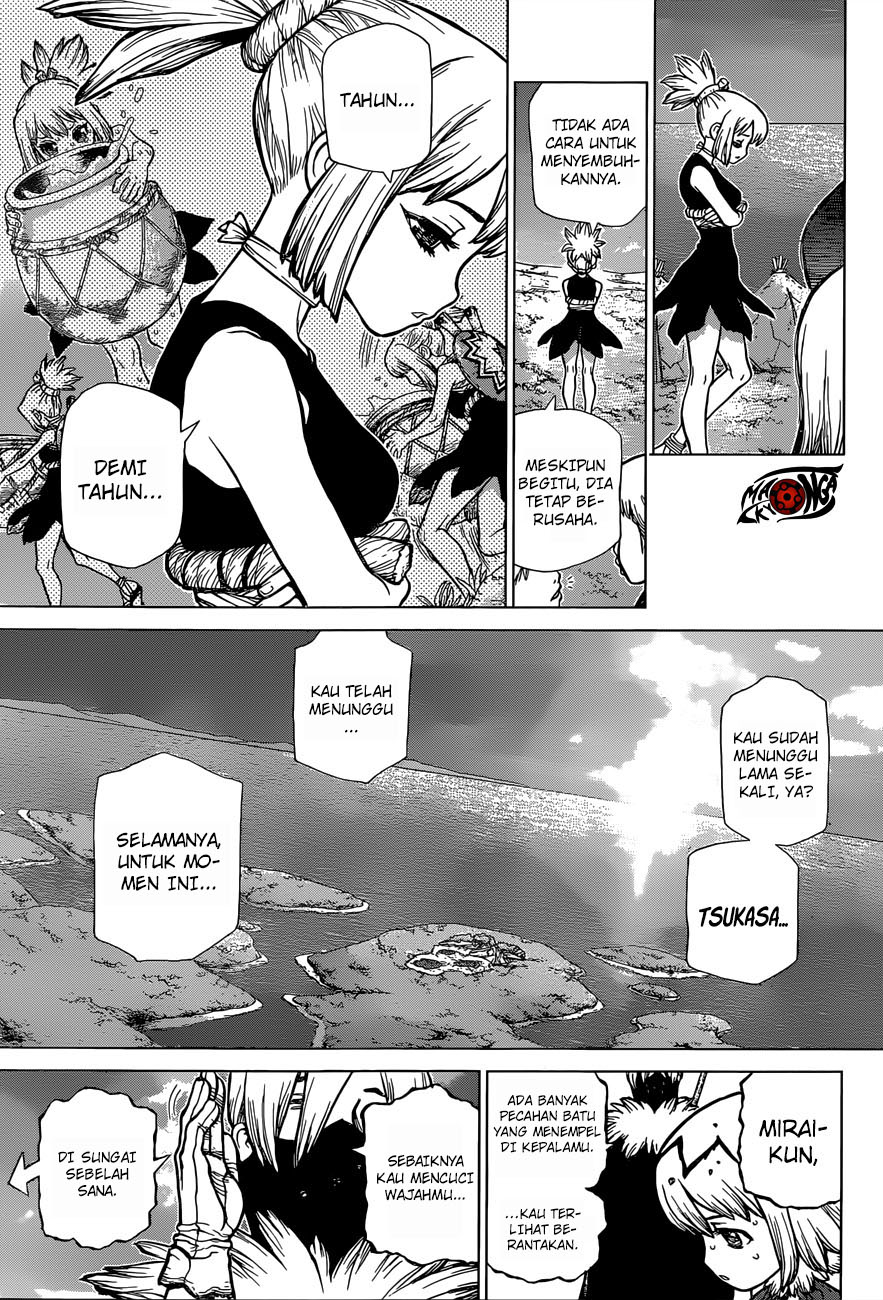 TIDAK ADA
CARA UNTUK
MENYEMBUH-
KANNYA.
MESKIPUN
BEGITU, DIA
TETAP BE-
RUSAHA.
TAHUN...
DEMI
TAHUN...
MANGA
KYO
KAU SUDAH
MENUNGGU
LAMA SE-
KALI, YA?
TSUKASA...
KAU TELAH
MENUNGGU
...
SELAMANYA,
UNTUK MO-
MEN INI...
MIRAI-
KUN,
ADA BANYAK
PECAHAN BATU
YANG MENEMPEL
DI KEPALAMU.
...KAU TER-
LIHAT BE-
RANTAKAN.
SEBAIKNYA
KAU MENCUCI
WAJAHMU...
DI SUNGAI
SEBELAH
SANA.